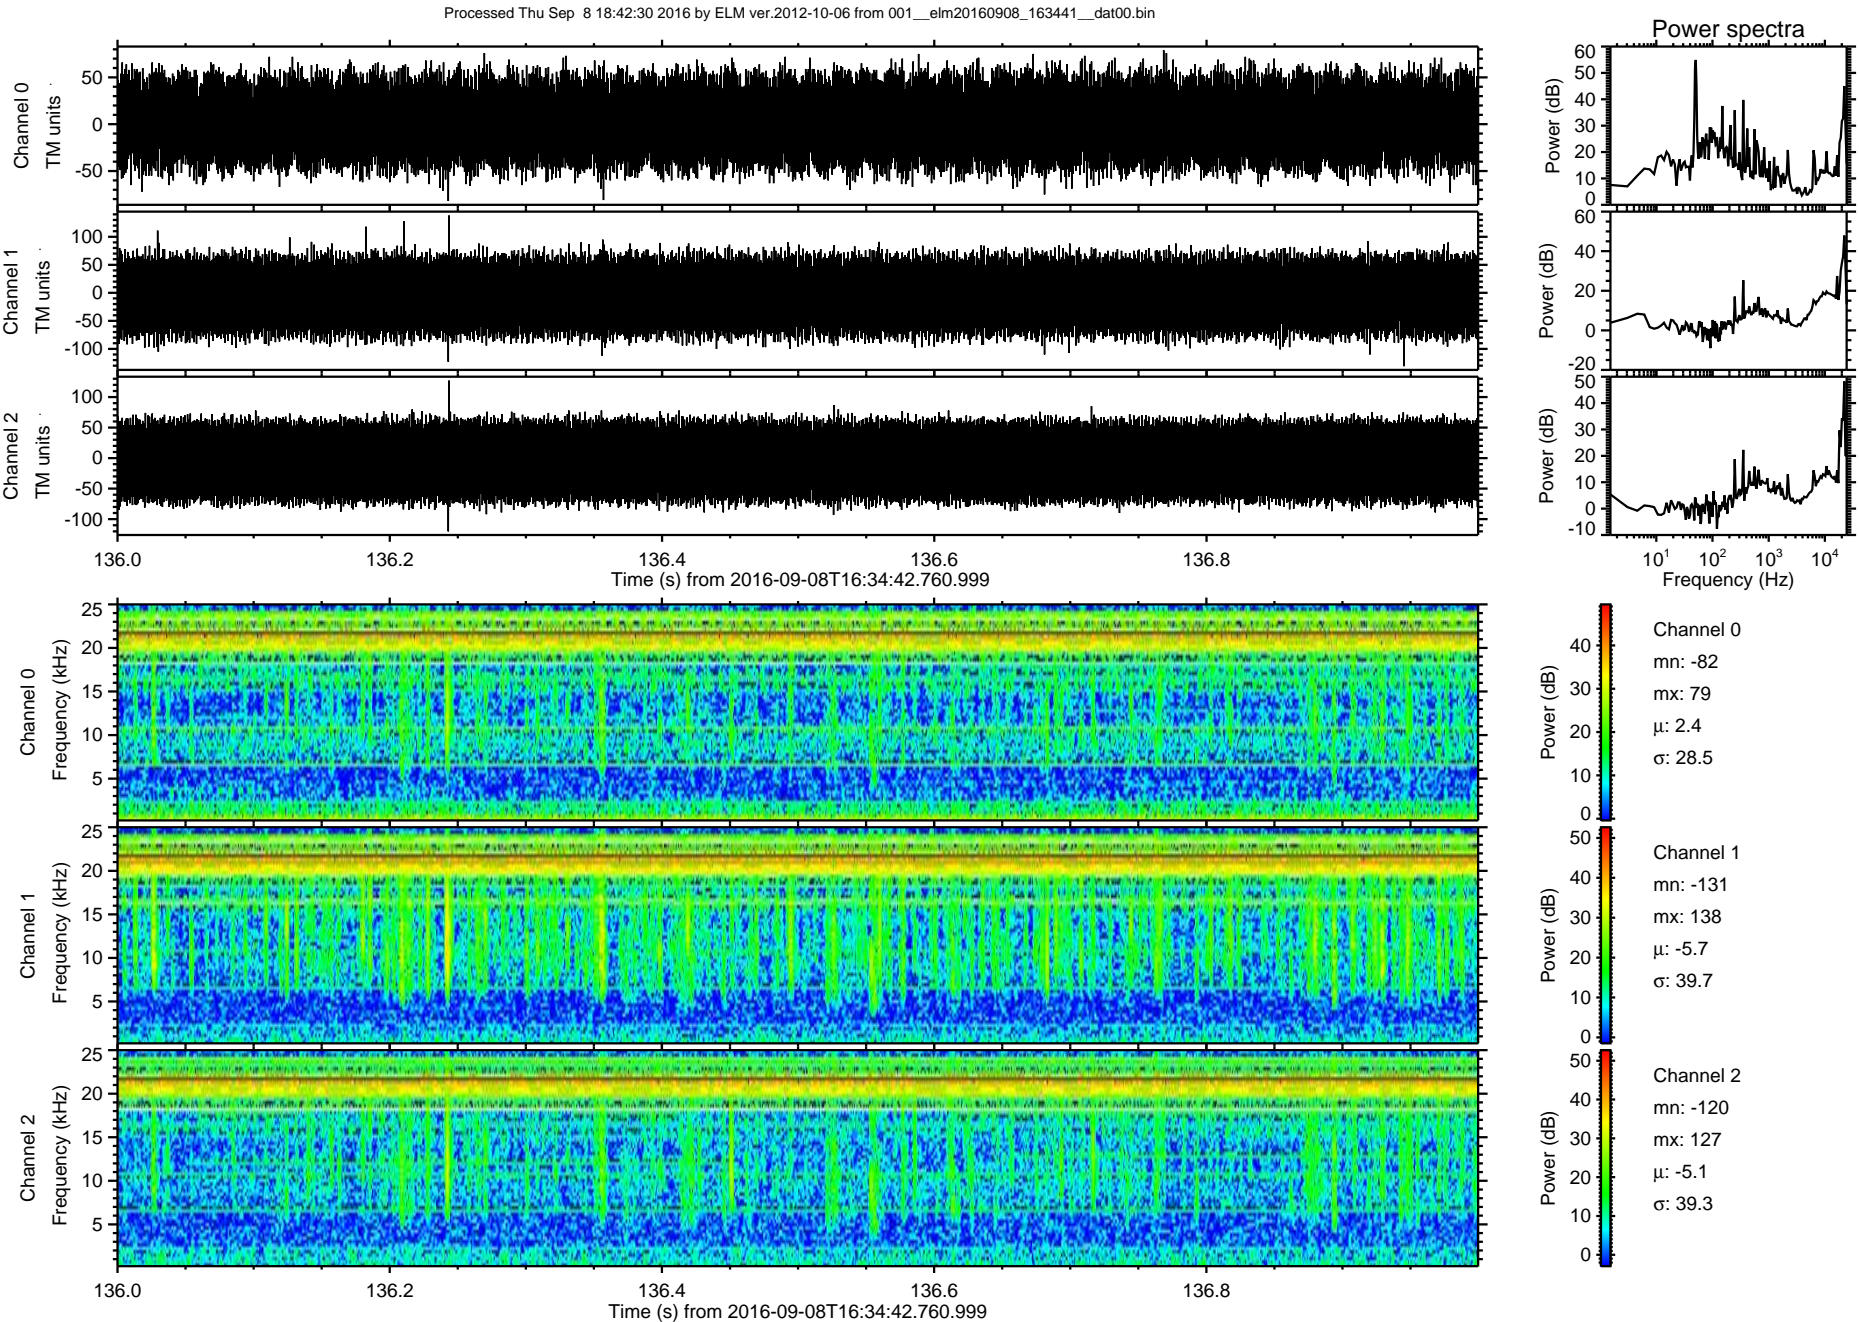 Processed Thu Sep  8 18:42:30 2016 by ELM ver.2012-10-06 from 001__elm20160908_163441__dat00.bin
Power spectra
Channel 0
TM units
50
0
-50
Power (dB)
60
50
40
30
20
10
0
Channel 1
TM units
100
50
0
-50
-100
Power (dB)
60
40
20
0
-20
Channel 2
TM units
100
50
0
-50
-100
Power (dB)
50
40
30
20
10
0
-10
136.0
136.2
136.4
136.6
136.8
Time (s) from 2016-09-08T16:34:42.760.999
10^1
10^2
10^3
10^4
Frequency (Hz)
Channel 0
Frequency (kHz)
25
20
15
10
5
Power (dB)
40
30
20
10
0
Channel 0
mn: -82
mx: 79
μ: 2.4
σ: 28.5
Channel 1
Frequency (kHz)
25
20
15
10
5
Power (dB)
50
40
30
20
10
0
Channel 1
mn: -131
mx: 138
μ: -5.7
σ: 39.7
Channel 2
Frequency (kHz)
25
20
15
10
5
Power (dB)
50
40
30
20
10
0
Channel 2
mn: -120
mx: 127
μ: -5.1
σ: 39.3
136.0
136.2
136.4
136.6
136.8
Time (s) from 2016-09-08T16:34:42.760.999